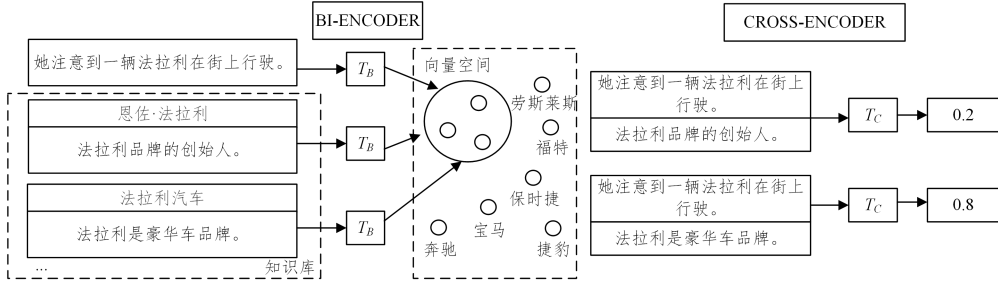 BI-ENCODER
CROSS-ENCODER
她注意到一辆法拉利在街上行驶。
T_B
恩佐·法拉利
法拉利品牌的创始人。
T_B
法拉利汽车
法拉利是豪华车品牌。
T_B
...
知识库
向量空间
劳斯莱斯
福特
保时捷
宝马
奔驰
捷豹
她注意到一辆法拉利在街上
行驶。
法拉利品牌的创始人。
T_C
0.2
她注意到一辆法拉利在街上
行驶。
法拉利是豪华车品牌。
T_C
0.8